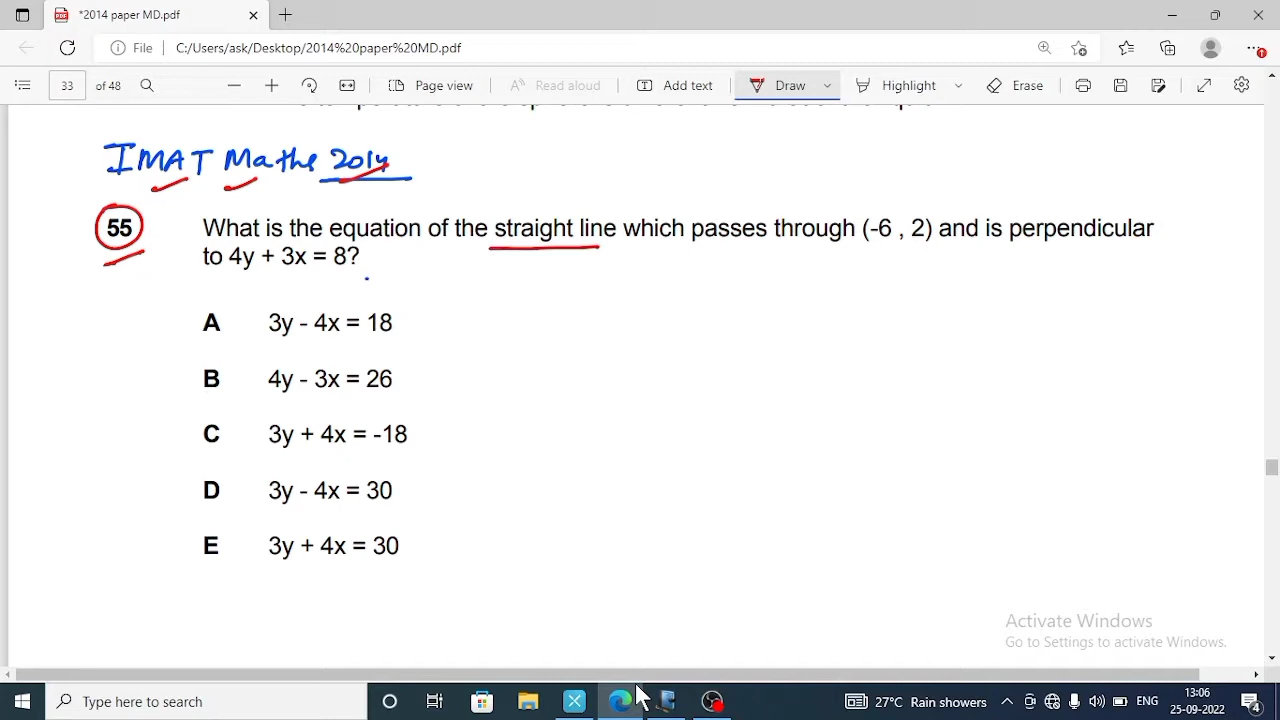 *2014 paper MD.pdf
File C:/Users/ask/Desktop/2014%20paper%20MD.pdf
33 of 48 Page view Read aloud Add text Draw Highlight Erase
IMAT Maths 2014
55 What is the equation of the straight line which passes through (-6 , 2) and is perpendicular
to 4y + 3x = 8?
A 3y - 4x = 18
B 4y - 3x = 26
C 3y + 4x = -18
D 3y - 4x = 30
E 3y + 4x = 30
Activate Windows
Go to Settings to activate Windows.
Type here to search 27°C Rain showers ENG 13:06
25-09-2022 4